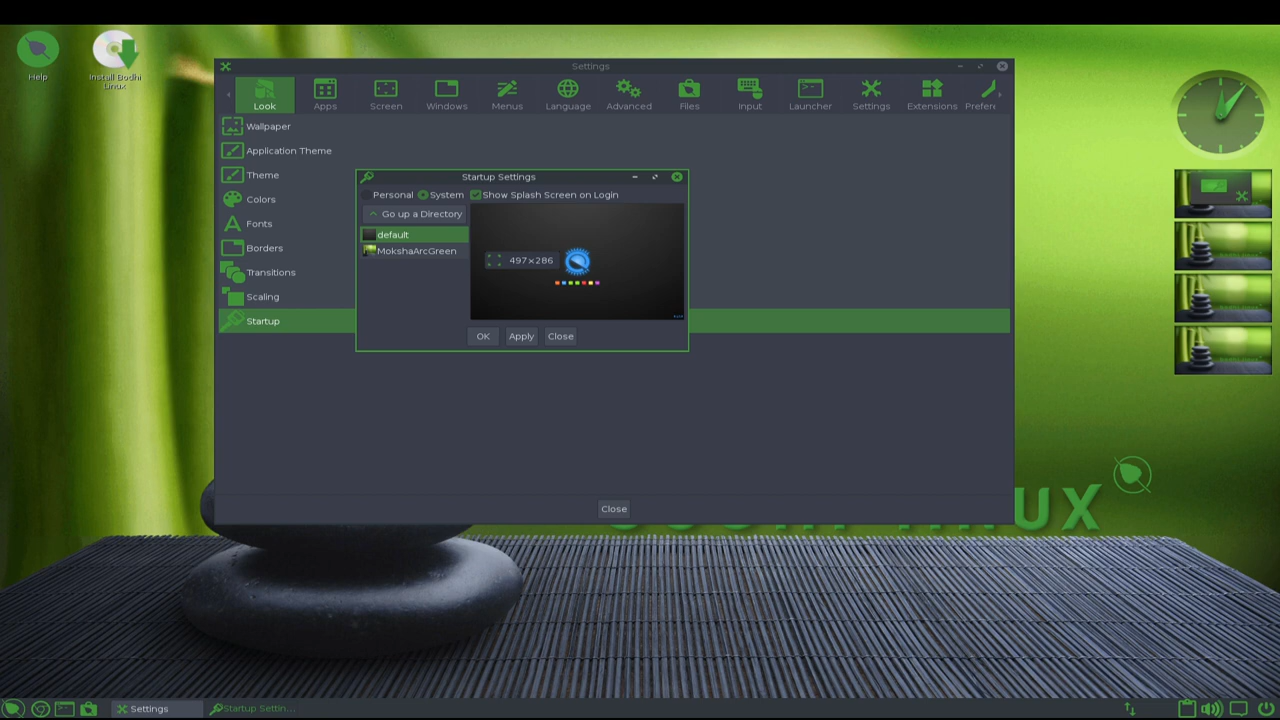 Help
Install Bodhi
Linux
Settings
Look
Apps
Screen
Windows
Menus
Language
Advanced
Files
Input
Launcher
Settings
Extensions
Prefere
Wallpaper
Application Theme
Theme
Colors
Fonts
Borders
Transitions
Scaling
Startup
Startup Settings
Personal
System
Show Splash Screen on Login
Go up a Directory
default
MokshaArcGreen
497×286
OK
Apply
Close
Close
UX
Settings
Startup Settin...